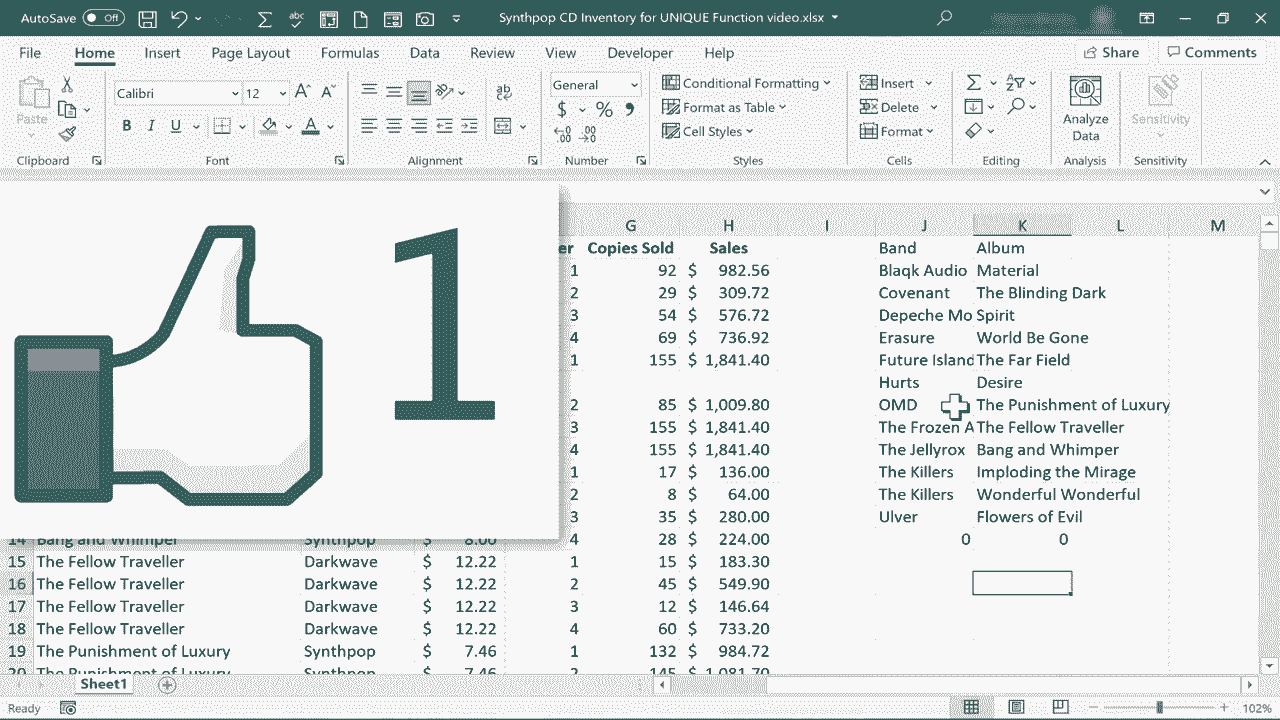 AutoSave Off Synthpop CD Inventory for UNIQUE Function video.xlsx
File Home Insert Page Layout Formulas Data Review View Developer Help Share Comments
Paste Calibri 12 General Conditional Formatting Insert
$ % Format as Table Delete Analyze Data Sensitivity
B I U A Cell Styles Format
Clipboard Font Alignment Number Styles Cells Editing Analysis Sensitivity
1
G H I J K L M
er Copies Sold Sales Band Album
1 92 $ 982.56 Blaqk Audio Material
2 29 $ 309.72 Covenant The Blinding Dark
3 54 $ 576.72 Depeche Mo Spirit
4 69 $ 736.92 Erasure World Be Gone
1 155 $ 1,841.40 Future Island The Far Field
Hurts Desire
2 85 $ 1,009.80 OMD The Punishment of Luxury
3 155 $ 1,841.40 The Frozen A The Fellow Traveller
4 155 $ 1,841.40 The Jellyrox Bang and Whimper
1 17 $ 136.00 The Killers Imploding the Mirage
2 8 $ 64.00 The Killers Wonderful Wonderful
3 35 $ 280.00 Ulver Flowers of Evil
14 Bang and Whimper Synthpop $ 8.00 4 28 $ 224.00 0 0
15 The Fellow Traveller Darkwave $ 12.22 1 15 $ 183.30
16 The Fellow Traveller Darkwave $ 12.22 2 45 $ 549.90
17 The Fellow Traveller Darkwave $ 12.22 3 12 $ 146.64
18 The Fellow Traveller Darkwave $ 12.22 4 60 $ 733.20
19 The Punishment of Luxury Synthpop $ 7.46 1 132 $ 984.72
20 The Punishment of Luxury Synthpop $ 7.46 2 145 $ 1,081.70
Sheet1
Ready 102%